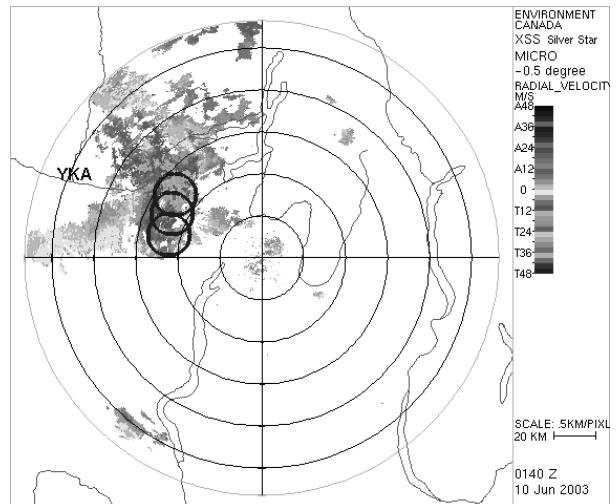 ENVIRONMENT
CANADA
XSS Silver Star
MICRO
-0.5 degree
RADIAL_VELOCITY
M/S
A48
A36
A24
A12
0
T12
T24
T36
T48
YKA
SCALE: .5KM/PIXL
20 KM
0140 Z
10 Jun 2003